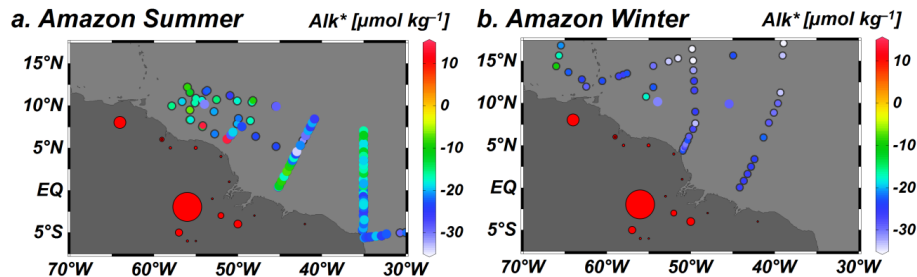 a. Amazon Summer Alk* [μmol kg⁻¹]
15°N
10°N
5°N
EQ
5°S
70°W 60°W 50°W 40°W 30°W
10
0
-10
-20
-30
b. Amazon Winter Alk* [μmol kg⁻¹]
15°N
10°N
5°N
EQ
5°S
70°W 60°W 50°W 40°W 30°W
10
0
-10
-20
-30